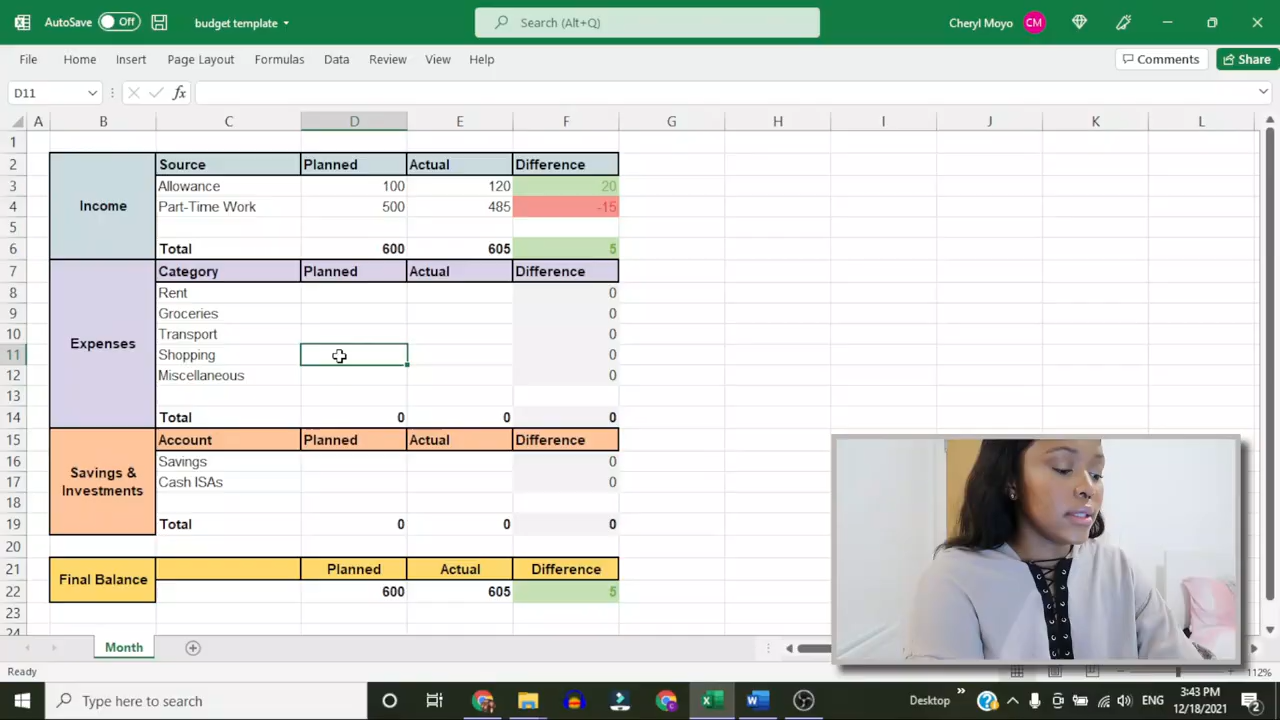 AutoSave Off budget template Search (Alt+Q) Cheryl Moyo CM
File Home Insert Page Layout Formulas Data Review View Help Comments Share
D11 fx
A B C D E F G H I J K L
1
2 Source Planned Actual Difference
3 Allowance 100 120 20
Income
4 Part-Time Work 500 485 -15
5
6 Total 600 605 5
7 Category Planned Actual Difference
8 Rent 0
9 Groceries 0
10 Transport 0
Expenses
11 Shopping 0
12 Miscellaneous 0
13
14 Total 0 0 0
15 Account Planned Actual Difference
16 Savings 0
Savings &
Investments
17 Cash ISAs 0
18
19 Total 0 0 0
20
21 Planned Actual Difference
Final Balance
22 600 605 5
23
24
Month
Ready 112%
Type here to search Desktop ENG 3:43 PM
12/18/2021 2